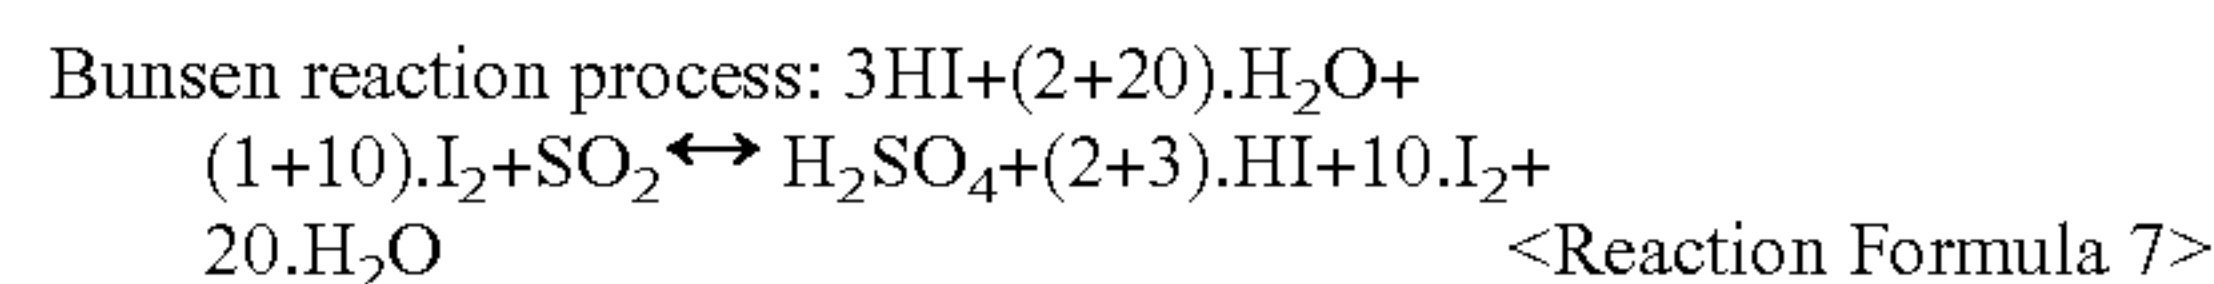 Bunsen reaction process: 3HI+(2+20).H₂O+
(1+10).I₂+SO₂↔ H₂SO₄+(2+3).HI+10.I₂+
20.H₂O <Reaction Formula 7>